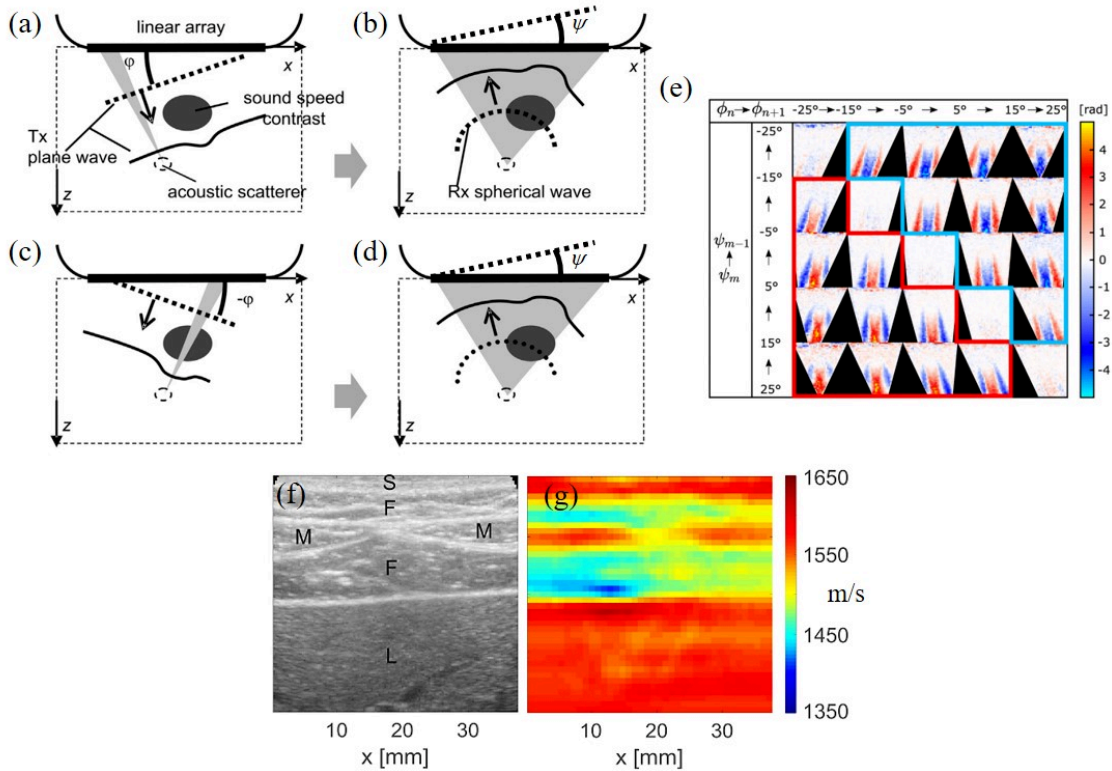 (a)
linear array
φ
x
sound speed
contrast
Tx
plane wave
acoustic scatterer
z
(b)
ψ
x
Rx spherical wave
z
(c)
-φ
x
z
(d)
ψ
x
z
(e)
ϕn→ϕn+1 -25°→-15° → -5° → 5° → 15° → 25°
[rad]
-25°
↑
-15°
↑
-5°
↑
5°
↑
15°
↑
25°
ψm−1
↑
ψm
4
3
2
1
0
-1
-2
-3
-4
(f)
S
F
M M
F
L
10 20 30
x [mm]
(g)
10 20 30
x [mm]
1650
1550
m/s
1450
1350